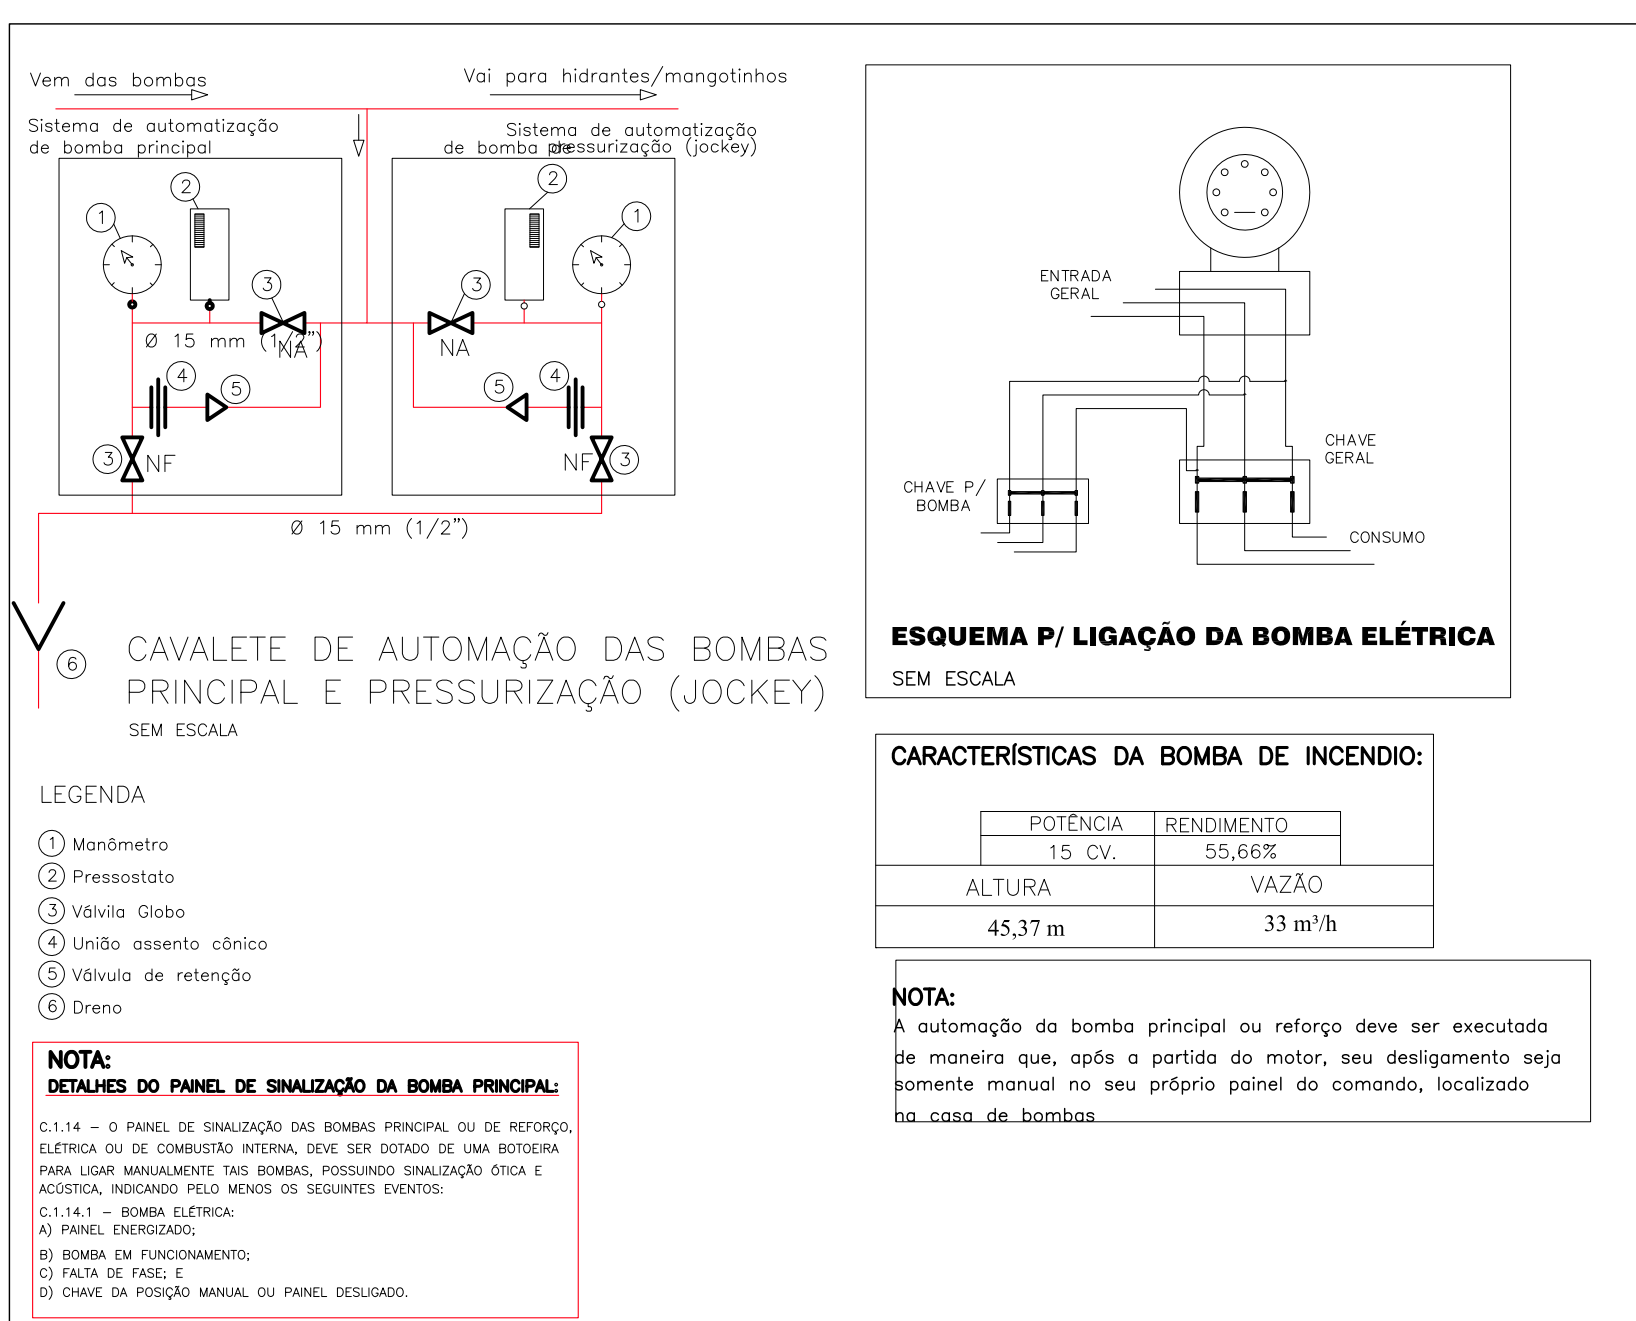 Vem das bombas
Vai para hidrantes/mangotinhos
Sistema de automatização
de bomba principal
Sistema de automatização
de bomba de pressurização (jockey)
2
2
1
1
3
3
Ø 15 mm (1/2")
NA
NA
4
5
5
4
3
NF
NF
3
Ø 15 mm (1/2")
6
CAVALETE DE AUTOMAÇÃO DAS BOMBAS
PRINCIPAL E PRESSURIZAÇÃO (JOCKEY)
SEM ESCALA
LEGENDA
1 Manômetro
2 Pressostato
3 Válvila Globo
4 União assento cônico
5 Válvula de retenção
6 Dreno
NOTA:
DETALHES DO PAINEL DE SINALIZAÇÃO DA BOMBA PRINCIPAL:
C.1.14 – O PAINEL DE SINALIZAÇÃO DAS BOMBAS PRINCIPAL OU DE REFORÇO,
ELÉTRICA OU DE COMBUSTÃO INTERNA, DEVE SER DOTADO DE UMA BOTOEIRA
PARA LIGAR MANUALMENTE TAIS BOMBAS, POSSUINDO SINALIZAÇÃO ÓTICA E
ACÚSTICA, INDICANDO PELO MENOS OS SEGUINTES EVENTOS:
C.1.14.1 – BOMBA ELÉTRICA:
A) PAINEL ENERGIZADO;
B) BOMBA EM FUNCIONAMENTO;
C) FALTA DE FASE; E
D) CHAVE DA POSIÇÃO MANUAL OU PAINEL DESLIGADO.
ENTRADA
GERAL
CHAVE
GERAL
CHAVE P/
BOMBA
CONSUMO
ESQUEMA P/ LIGAÇÃO DA BOMBA ELÉTRICA
SEM ESCALA
CARACTERÍSTICAS DA BOMBA DE INCENDIO:
POTÊNCIA RENDIMENTO
15 CV. 55,66%
ALTURA VAZÃO
45,37 m 33 m³/h
NOTA:
A automação da bomba principal ou reforço deve ser executada
de maneira que, após a partida do motor, seu desligamento seja
somente manual no seu próprio painel do comando, localizado
na casa de bombas